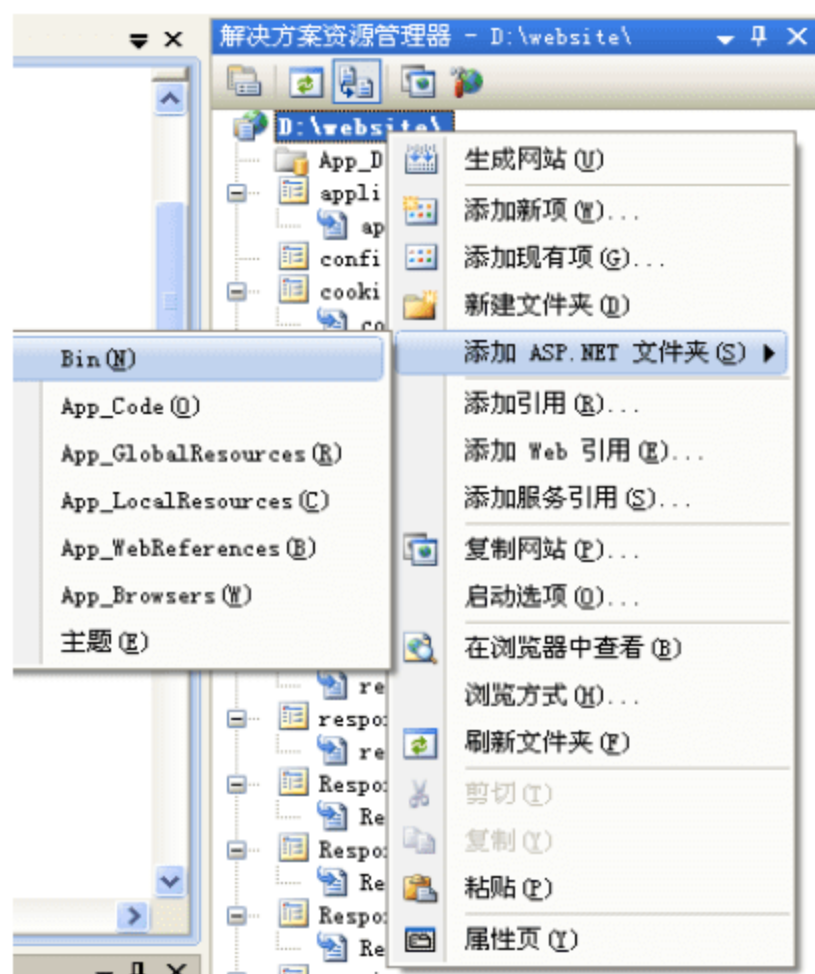 解决方案资源管理器 - D:\website\
D:\website\
App_D
appli
ap
confi
cooki
co
生成网站(U)
添加新项(W)...
添加现有项(G)...
新建文件夹(D)
添加 ASP.NET 文件夹(S)
添加引用(R)...
添加 Web 引用(E)...
添加服务引用(S)...
复制网站(P)...
启动选项(O)...
在浏览器中查看(B)
浏览方式(H)...
刷新文件夹(F)
剪切(T)
复制(Y)
粘贴(P)
属性页(Y)
Bin(N)
App_Code(O)
App_GlobalResources(R)
App_LocalResources(C)
App_WebReferences(B)
App_Browsers(W)
主题(E)
re
respo
re
Respo
Re
Respo
Re
Respo
Re